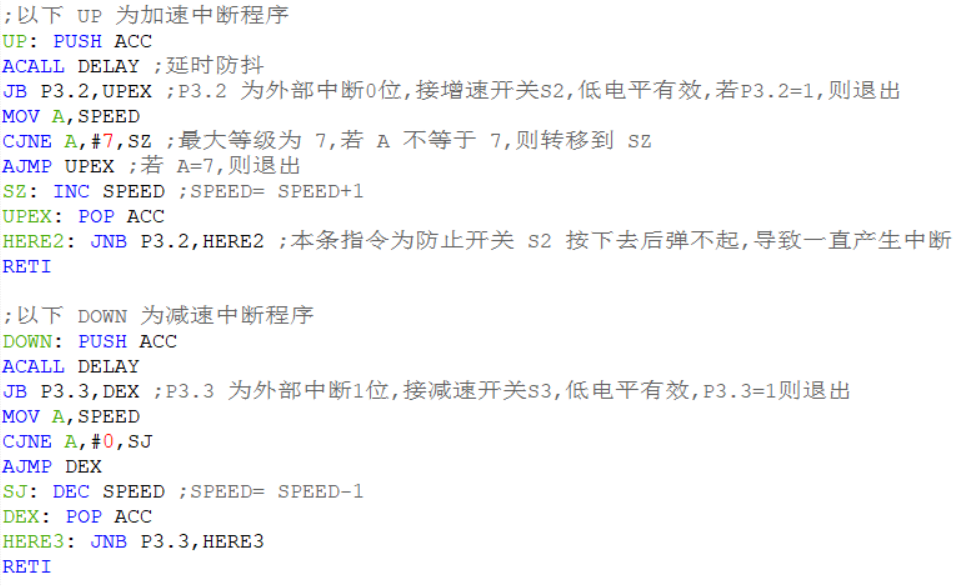 ;以下 UP 为加速中断程序
UP: PUSH ACC
ACALL DELAY ;延时防抖
JB P3.2,UPEX ;P3.2 为外部中断0位,接增速开关S2,低电平有效,若P3.2=1,则退出
MOV A,SPEED
CJNE A,#7,SZ ;最大等级为 7,若 A 不等于 7,则转移到 SZ
AJMP UPEX ;若 A=7,则退出
SZ: INC SPEED ;SPEED= SPEED+1
UPEX: POP ACC
HERE2: JNB P3.2,HERE2 ;本条指令为防止开关 S2 按下去后弹不起,导致一直产生中断
RETI
;以下 DOWN 为减速中断程序
DOWN: PUSH ACC
ACALL DELAY
JB P3.3,DEX ;P3.3 为外部中断1位,接减速开关S3,低电平有效,P3.3=1则退出
MOV A,SPEED
CJNE A,#0,SJ
AJMP DEX
SJ: DEC SPEED ;SPEED= SPEED-1
DEX: POP ACC
HERE3: JNB P3.3,HERE3
RETI